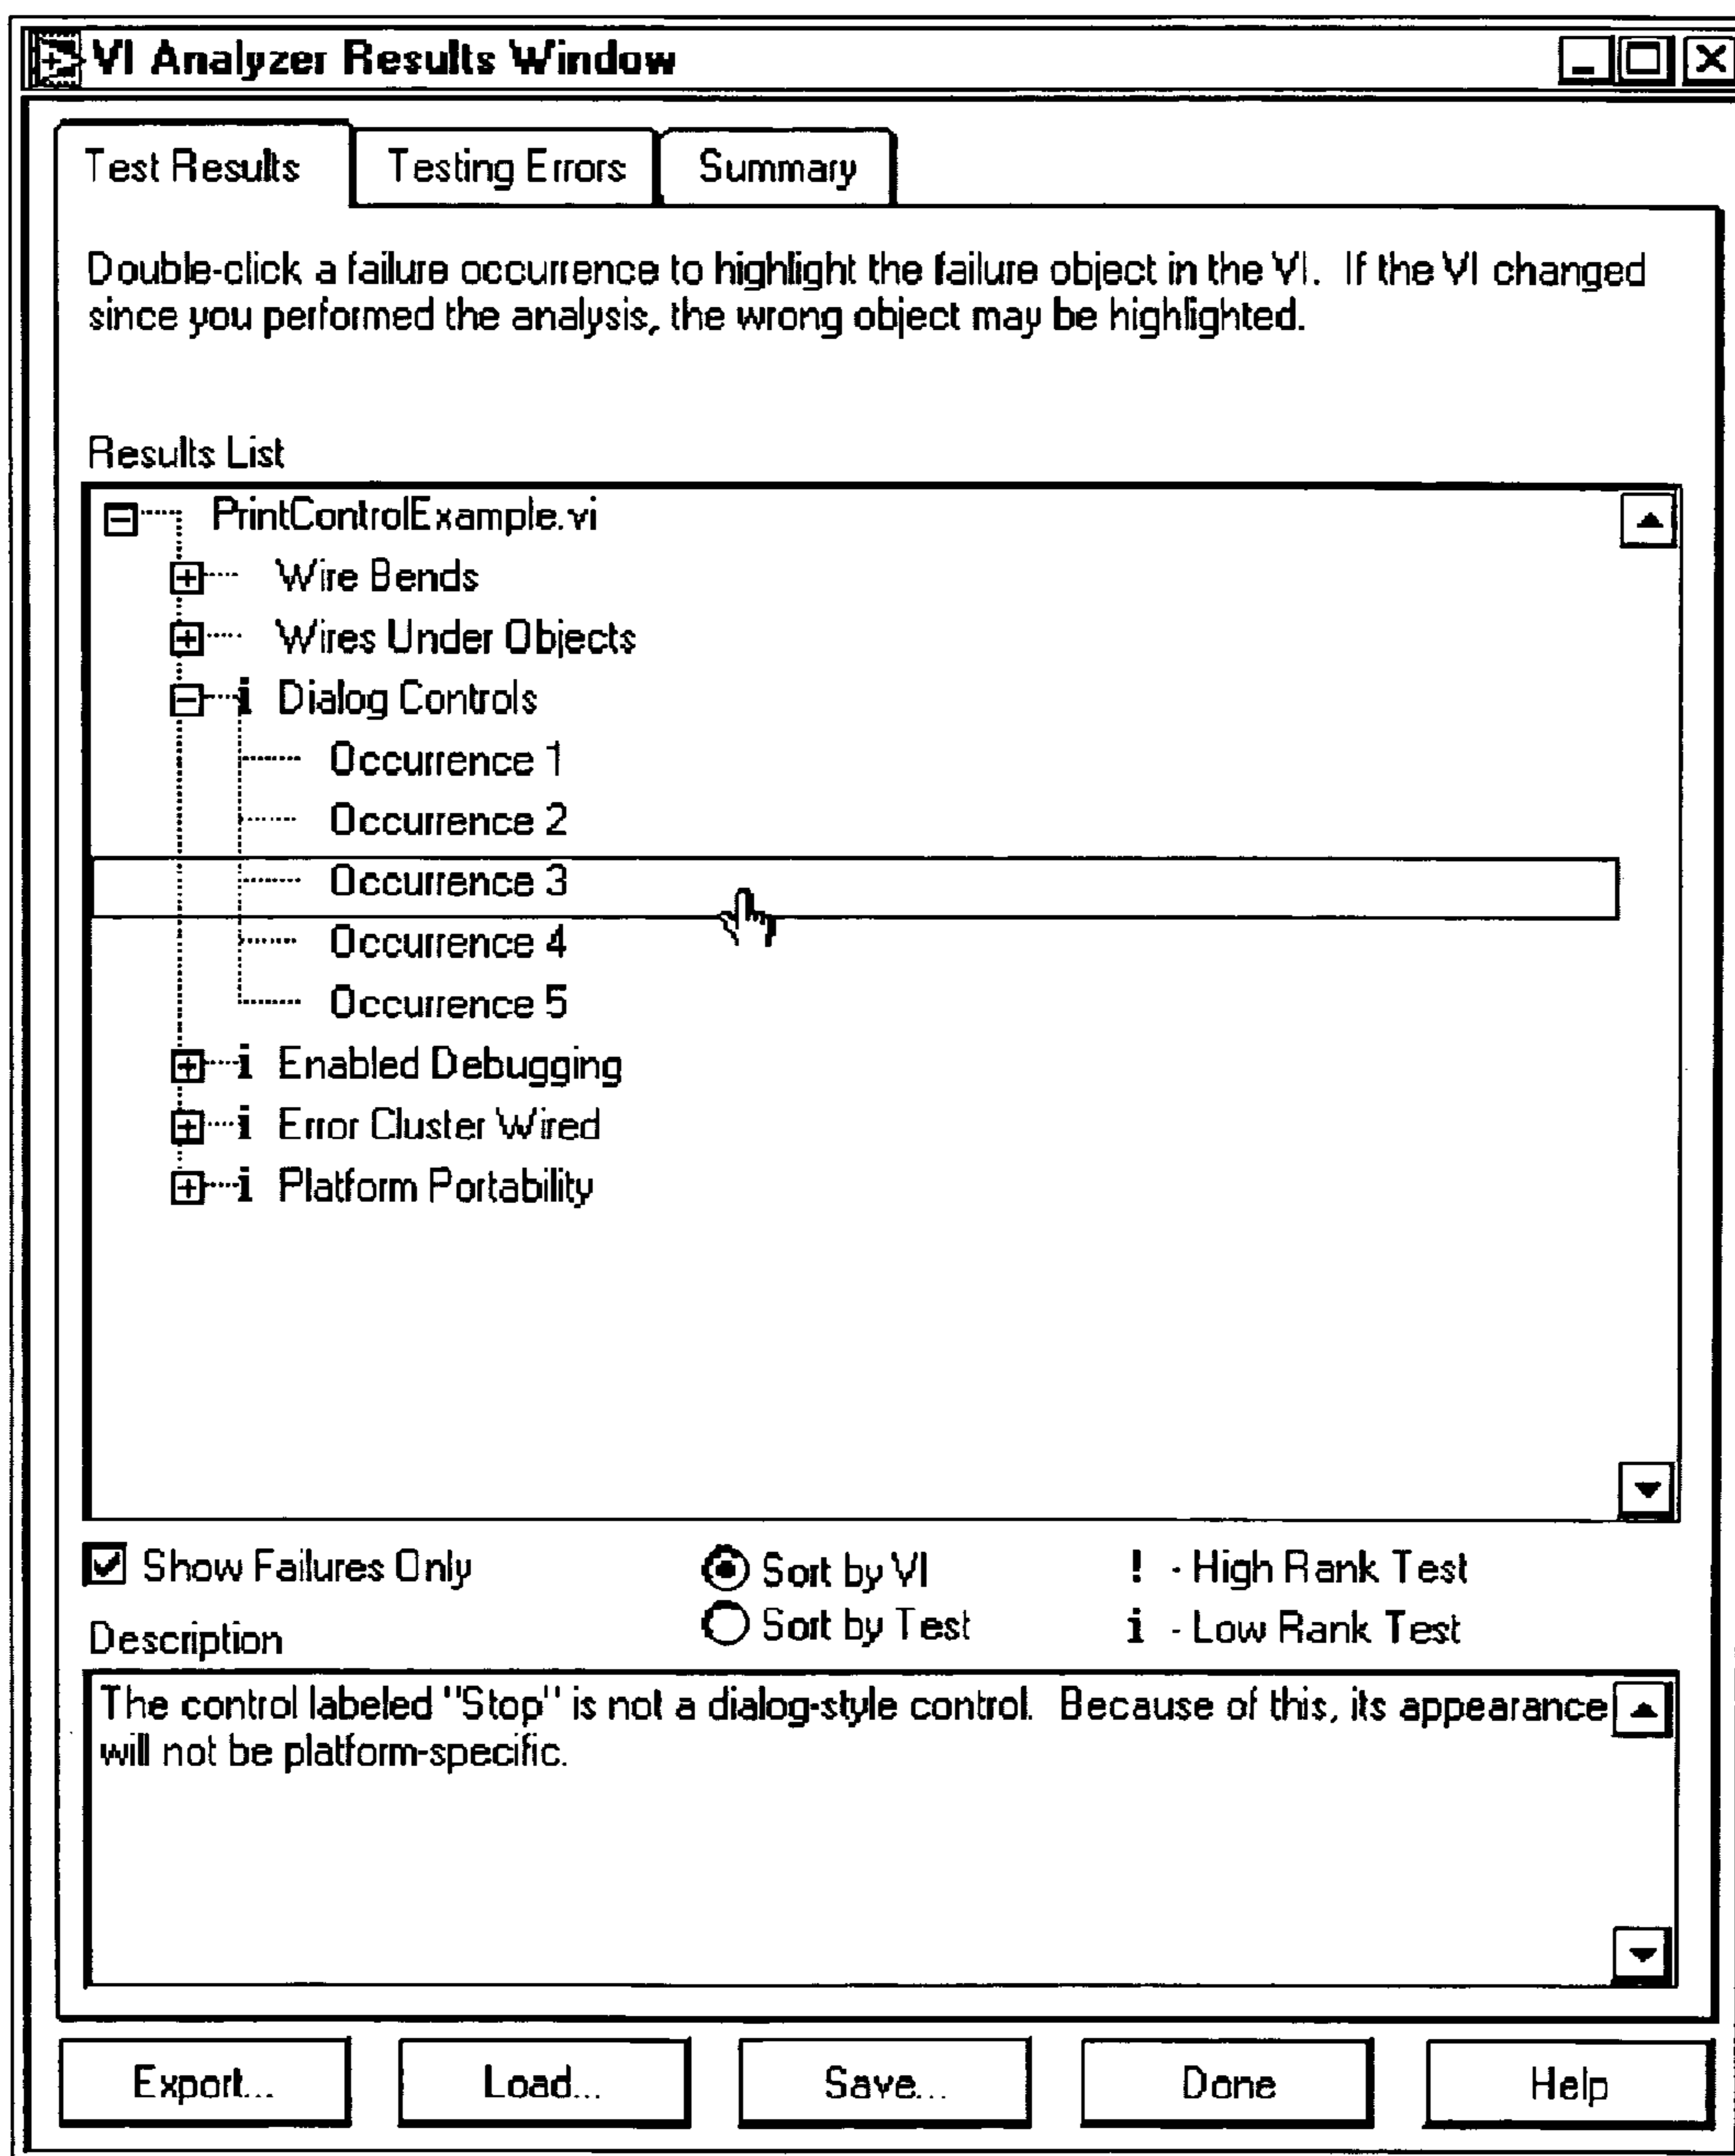 VI Analyzer Results Window
Test Results
Testing Errors
Summary
Double-click a failure occurrence to highlight the failure object in the VI. If the VI changed
since you performed the analysis, the wrong object may be highlighted.
Results List
PrintControlExample.vi
Wire Bends
Wires Under Objects
i Dialog Controls
Occurrence 1
Occurrence 2
Occurrence 3
Occurrence 4
Occurrence 5
i Enabled Debugging
i Error Cluster Wired
i Platform Portability
Show Failures Only
Sort by VI
! - High Rank Test
Sort by Test
i - Low Rank Test
Description
The control labeled "Stop" is not a dialog-style control. Because of this, its appearance
will not be platform-specific.
Export...
Load...
Save...
Done
Help